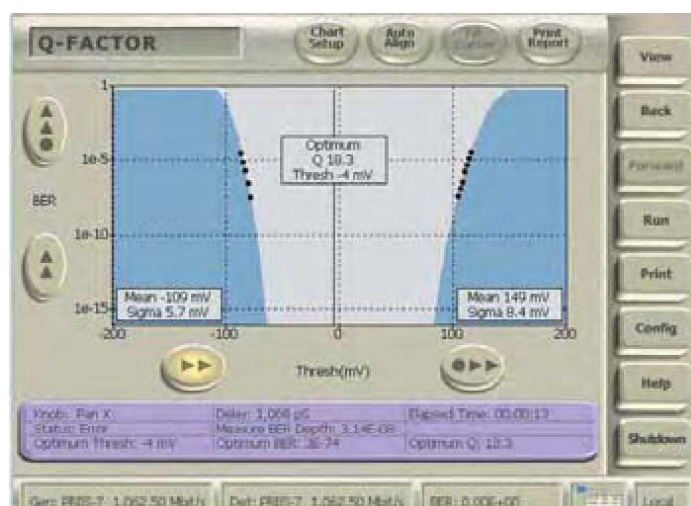 Q-FACTOR
Chart Setup
Auto Align
Print Report
View
Back
Forward
Run
Print
Config
Help
Shutdown
BER
1
1e-5
1e-10
1e-15
Optimum
Q 18.3
Thresh -4 mV
Mean -109 mV
Sigma 5.7 mV
Mean 149 mV
Sigma 8.4 mV
-200 -100 0 100 200
Thresh(mV)
Knob: Pan X Delay: 1,068 pS Elapsed Time: 00:00:13
Status: Error Measure BER Depth: 3.14E-08
Optimum Thresh: -4 mV Optimum BER: 3E-74 Optimum Q: 18.3
Gen: PRBS-7 1,062.50 Mbit/s Det: PRBS-7 1,062.50 Mbit/s BER: 0.00E+00 Local